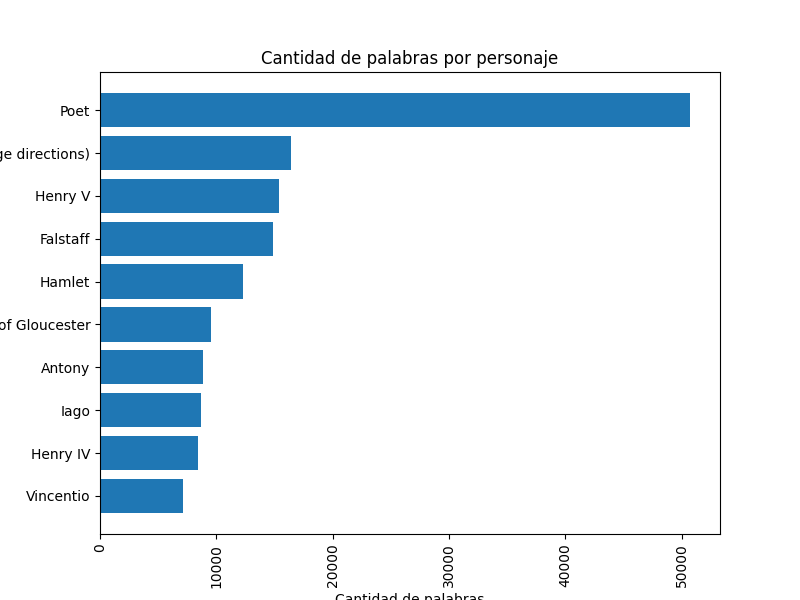 Cantidad de palabras por personaje
Poet
ge directions)
Henry V
Falstaff
Hamlet
of Gloucester
Antony
Iago
Henry IV
Vincentio
0
10000
20000
30000
40000
50000
Cantidad de palabras